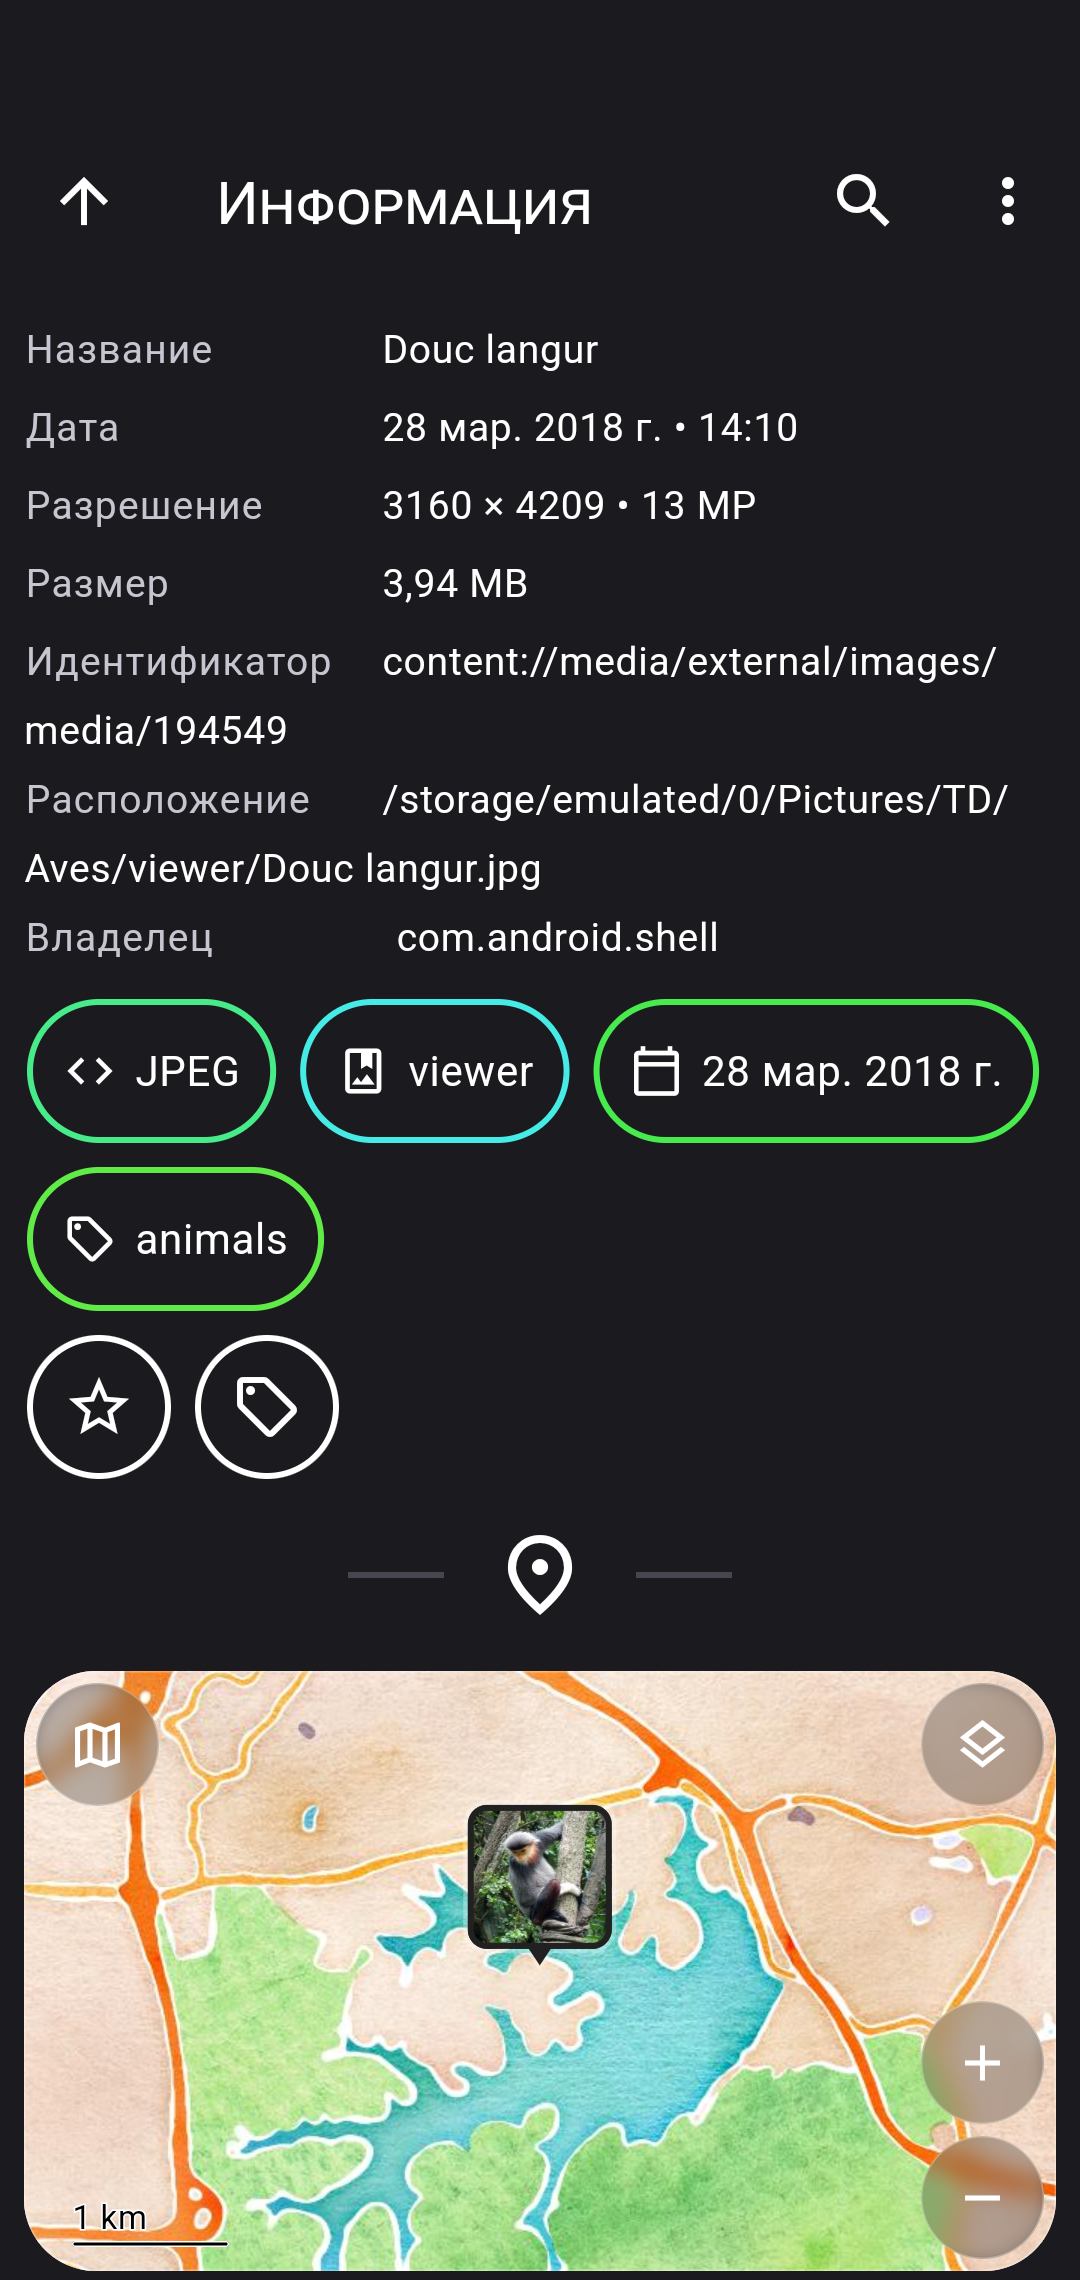 Информация
Название Douc langur
Дата 28 мар. 2018 г. • 14:10
Разрешение 3160 × 4209 • 13 MP
Размер 3,94 MB
Идентификатор content://media/external/images/
media/194549
Расположение /storage/emulated/0/Pictures/TD/
Aves/viewer/Douc langur.jpg
Владелец com.android.shell
JPEG viewer 28 мар. 2018 г.
animals
1 km